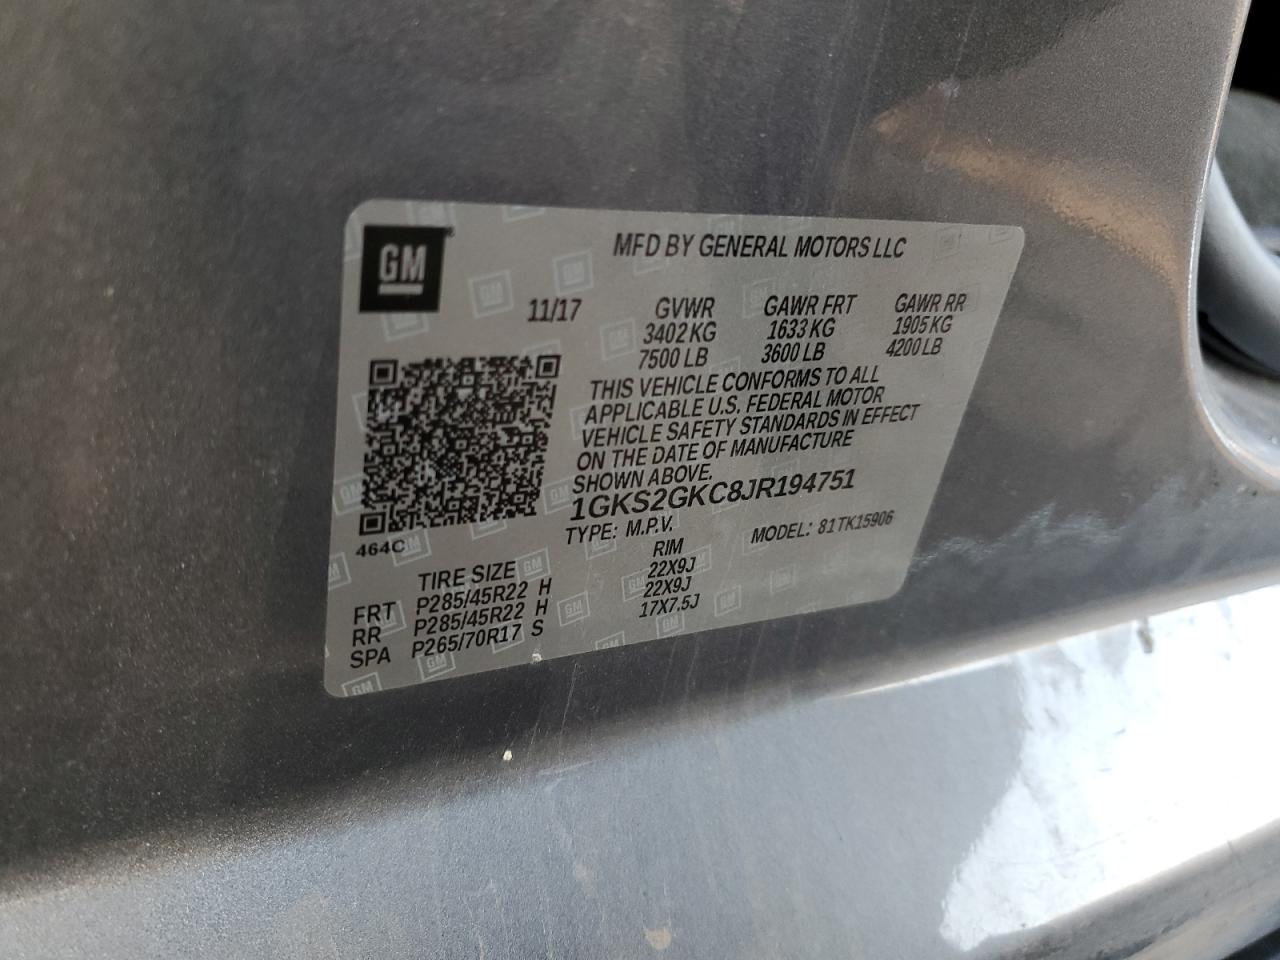 GM
MFD BY GENERAL MOTORS LLC
11/17 GVWR GAWR FRT GAWR RR
3402 KG 1633 KG 1905 KG
7500 LB 3600 LB 4200 LB
THIS VEHICLE CONFORMS TO ALL
APPLICABLE U.S. FEDERAL MOTOR
VEHICLE SAFETY STANDARDS IN EFFECT
ON THE DATE OF MANUFACTURE
SHOWN ABOVE.
1GKS2GKC8JR194751
TYPE: M.P.V. MODEL: 81TK15906
464C
TIRE SIZE RIM
FRT P285/45R22 H 22X9J
RR P285/45R22 H 22X9J
SPA P265/70R17 S 17X7.5J